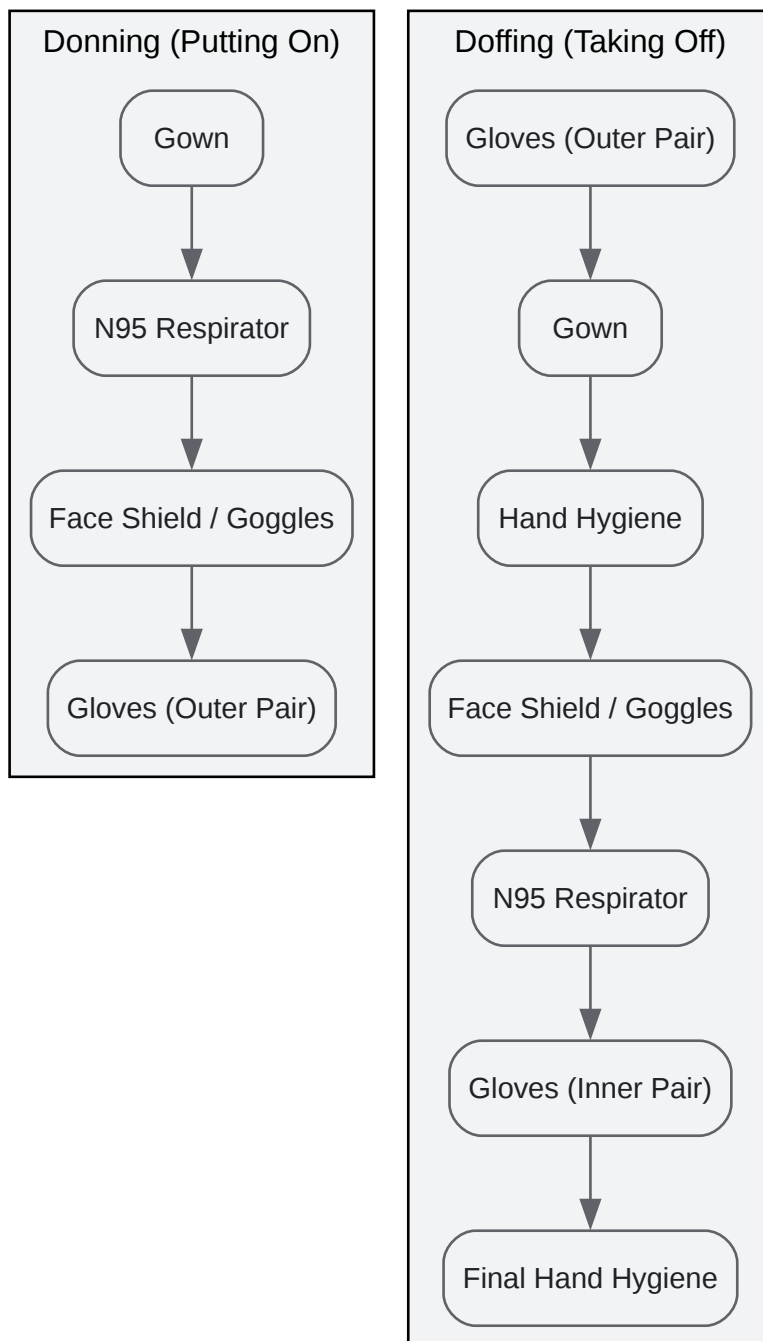 Donning (Putting On)
Gown
N95 Respirator
Face Shield / Goggles
Gloves (Outer Pair)
Doffing (Taking Off)
Gloves (Outer Pair)
Gown
Hand Hygiene
Face Shield / Goggles
N95 Respirator
Gloves (Inner Pair)
Final Hand Hygiene